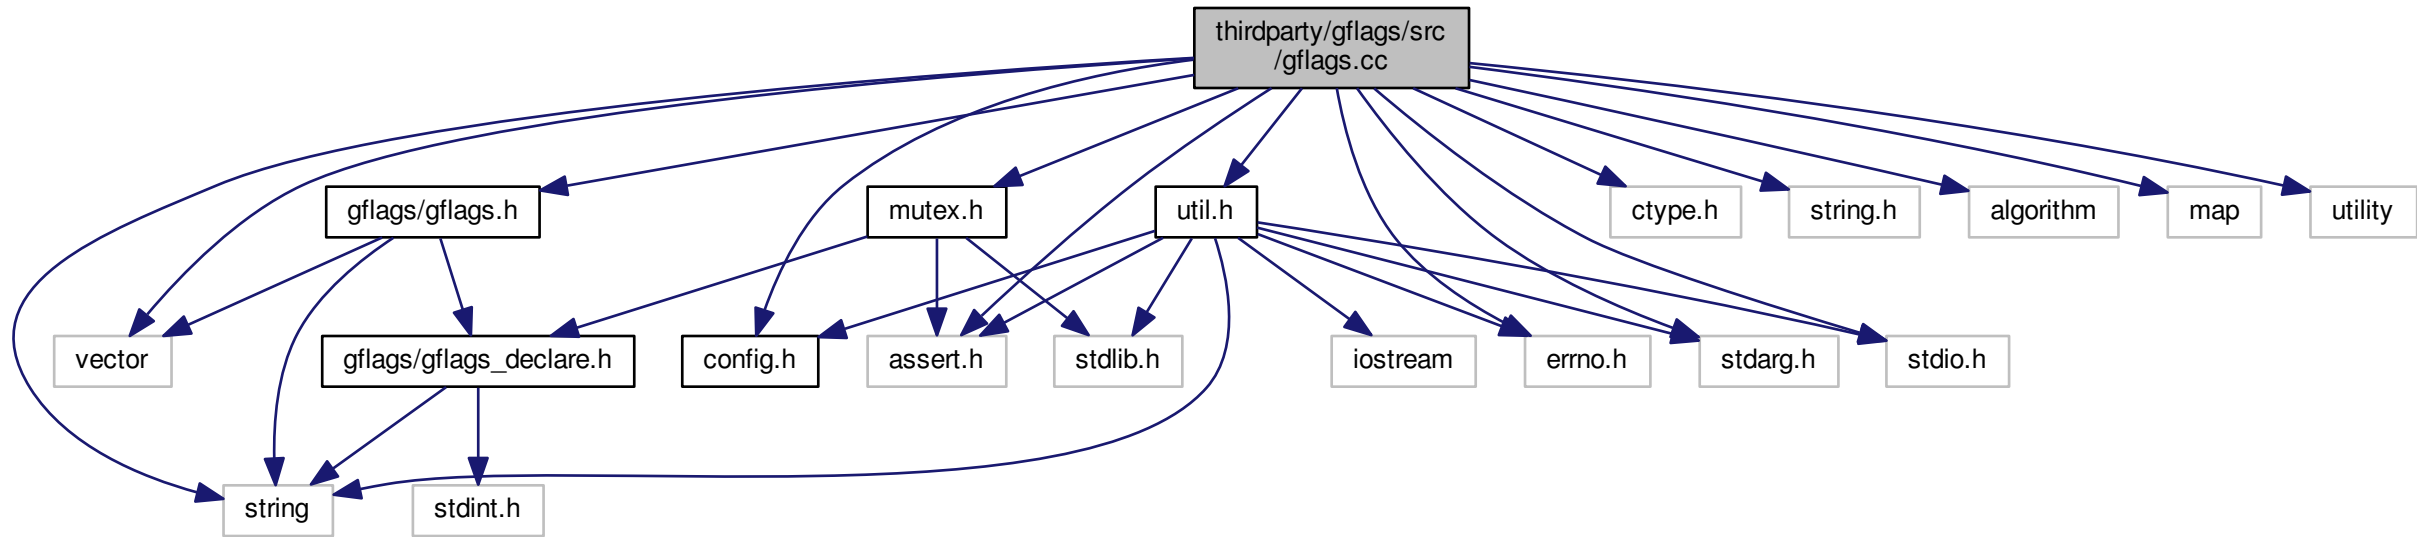 thirdparty/gflags/src
/gflags.cc
gflags/gflags.h
mutex.h
util.h
ctype.h
string.h
algorithm
map
utility
vector
gflags/gflags_declare.h
config.h
assert.h
stdlib.h
iostream
errno.h
stdarg.h
stdio.h
string
stdint.h